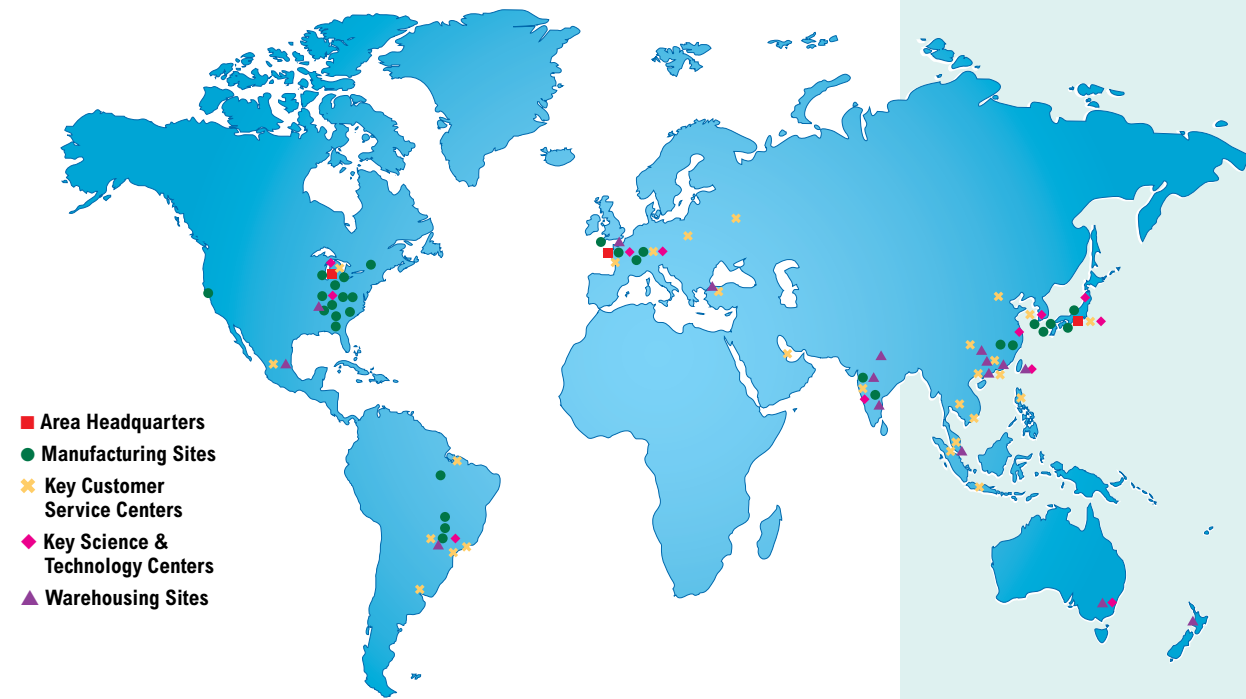 Area Headquarters
Manufacturing Sites
Key Customer
Service Centers
Key Science &
Technology Centers
Warehousing Sites